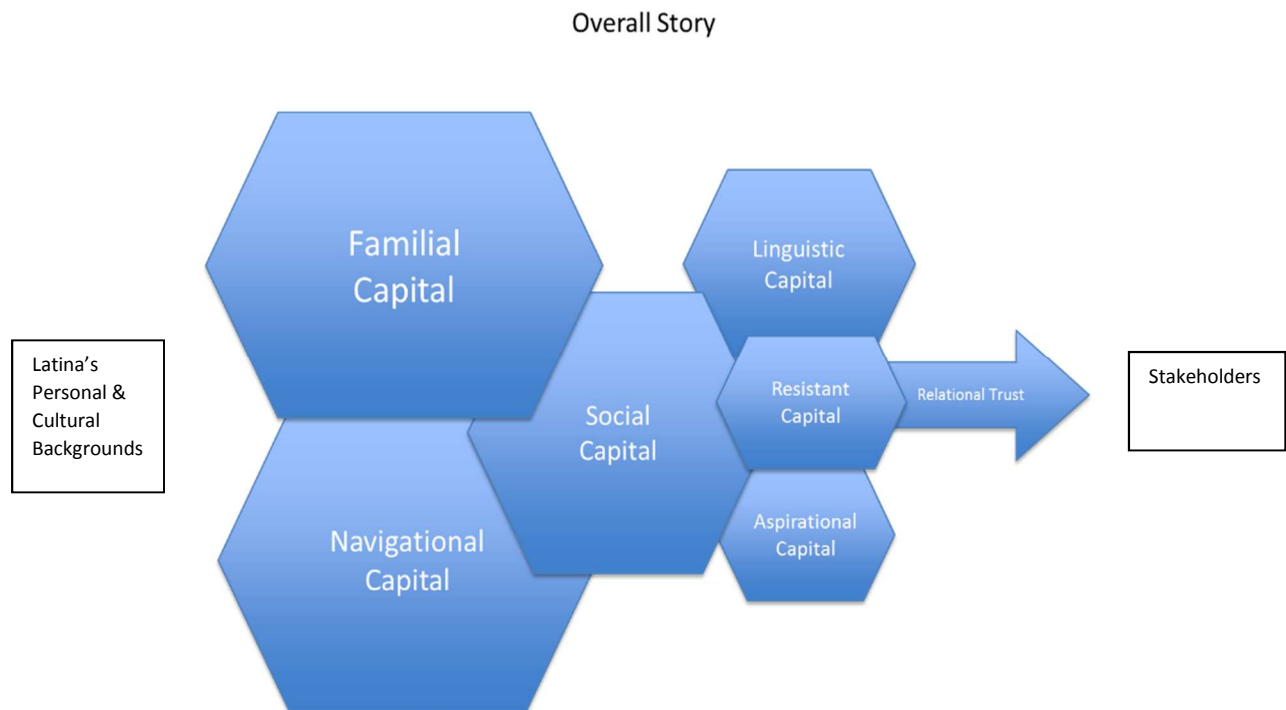 Overall Story
Latina’s
Personal &
Cultural
Backgrounds
Familial
Capital
Navigational
Capital
Social
Capital
Linguistic
Capital
Resistant
Capital
Aspirational
Capital
Relational Trust
Stakeholders